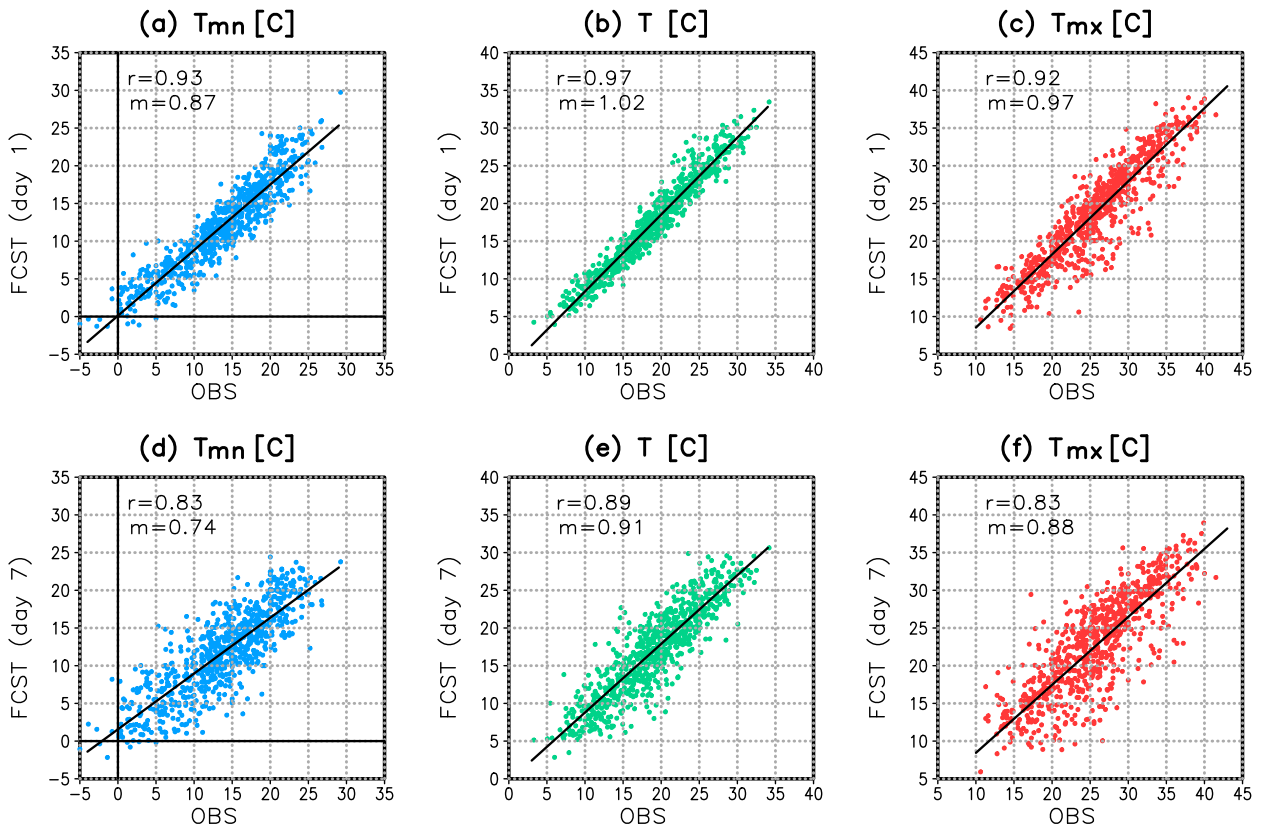 (a) Tmn [C]
35
30
25
20
15
10
5
0
−5
r=0.93
m=0.87
FCST (day 1)
−5 0 5 10 15 20 25 30 35
OBS
(b) T [C]
40
35
30
25
20
15
10
5
0
r=0.97
m=1.02
FCST (day 1)
0 5 10 15 20 25 30 35 40
OBS
(c) Tmx [C]
45
40
35
30
25
20
15
10
5
r=0.92
m=0.97
FCST (day 1)
5 10 15 20 25 30 35 40 45
OBS
(d) Tmn [C]
35
30
25
20
15
10
5
0
−5
r=0.83
m=0.74
FCST (day 7)
−5 0 5 10 15 20 25 30 35
OBS
(e) T [C]
40
35
30
25
20
15
10
5
0
r=0.89
m=0.91
FCST (day 7)
0 5 10 15 20 25 30 35 40
OBS
(f) Tmx [C]
45
40
35
30
25
20
15
10
5
r=0.83
m=0.88
FCST (day 7)
5 10 15 20 25 30 35 40 45
OBS